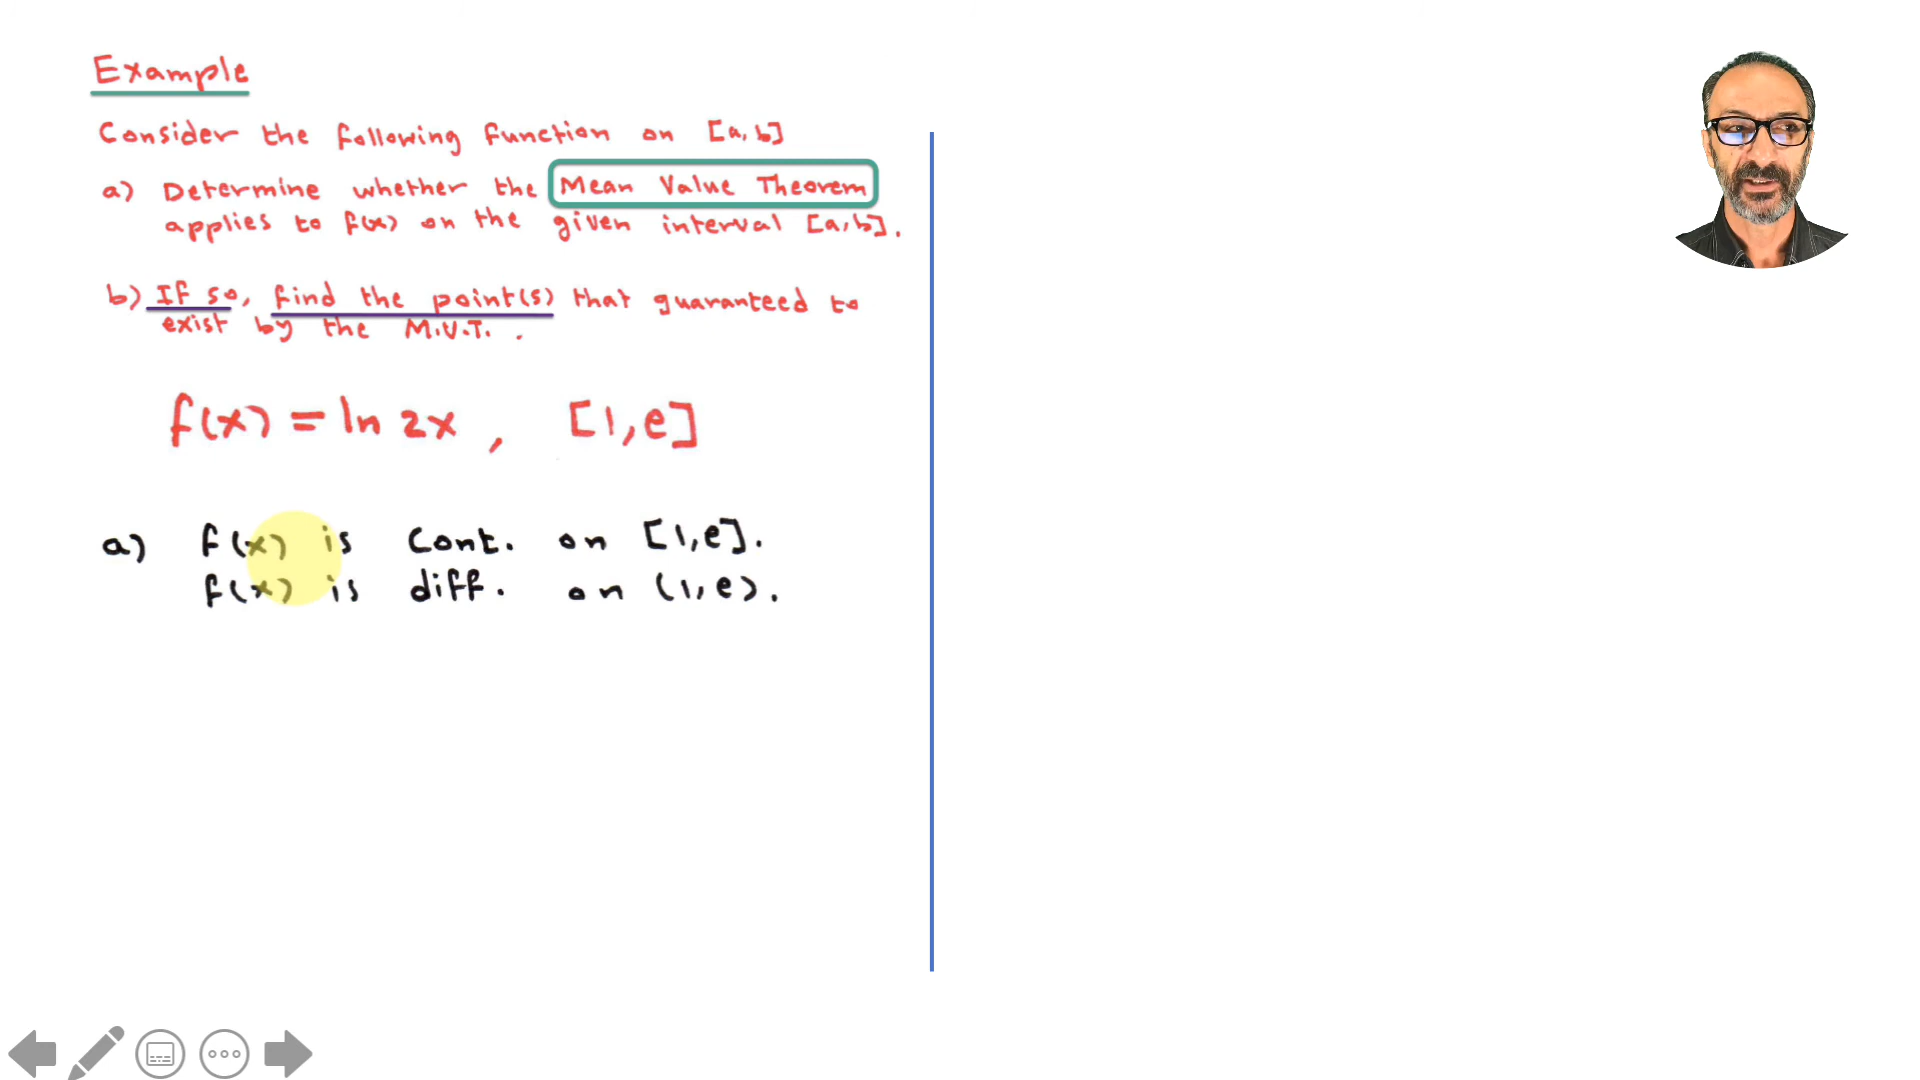 Example
Consider the following function on [a,b]
a) Determine whether the Mean Value Theorem
applies to f(x) on the given interval [a,b].
b) If so, find the point(s) that guaranteed to
exist by the M.V.T. .
f(x) = ln 2x , [1,e]
a) f(x) is cont. on [1,e].
f(x) is diff. on (1,e).